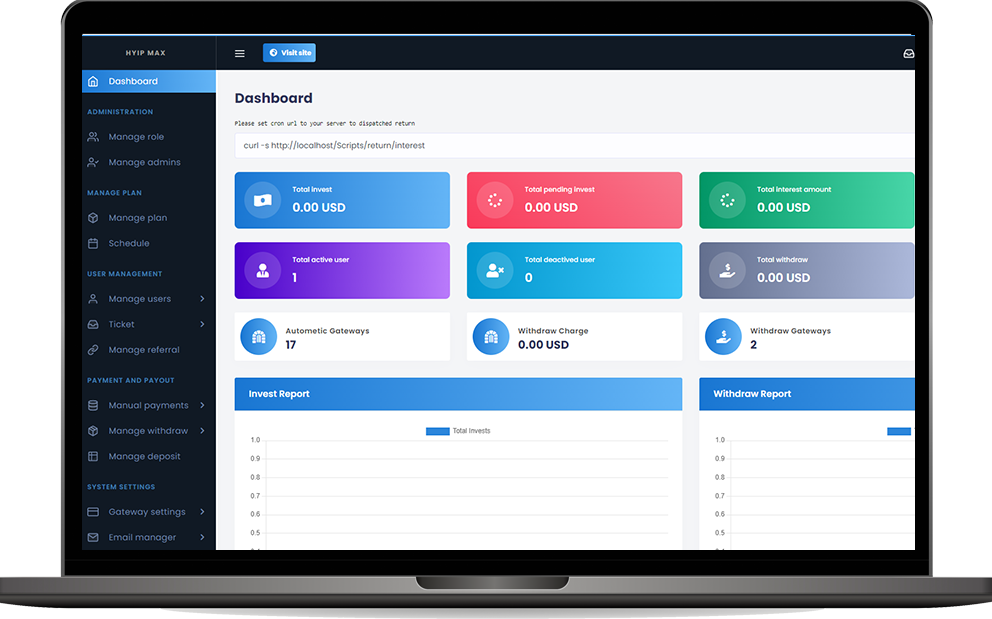 HYIP MAX
Visit site
Dashboard
ADMINISTRATION
Manage role
Manage admins
MANAGE PLAN
Manage plan
Schedule
USER MANAGEMENT
Manage users
Ticket
Manage referral
PAYMENT AND PAYOUT
Manual payments
Manage withdraw
Manage deposit
SYSTEM SETTINGS
Gateway settings
Email manager
Dashboard
Please set cron url to your server to dispatched return
curl -s http://localhost/Scripts/return/interest
Total invest
0.00 USD
Total pending invest
0.00 USD
Total interest amount
0.00 USD
Total active user
1
Total deactived user
0
Total withdraw
0.00 USD
Autometic Gateways
17
Withdraw Charge
0.00 USD
Withdraw Gateways
2
Invest Report
Total Invests
1.0
0.9
0.8
0.7
0.6
0.5
Withdraw Report
1.0
0.9
0.8
0.7
0.6
0.5